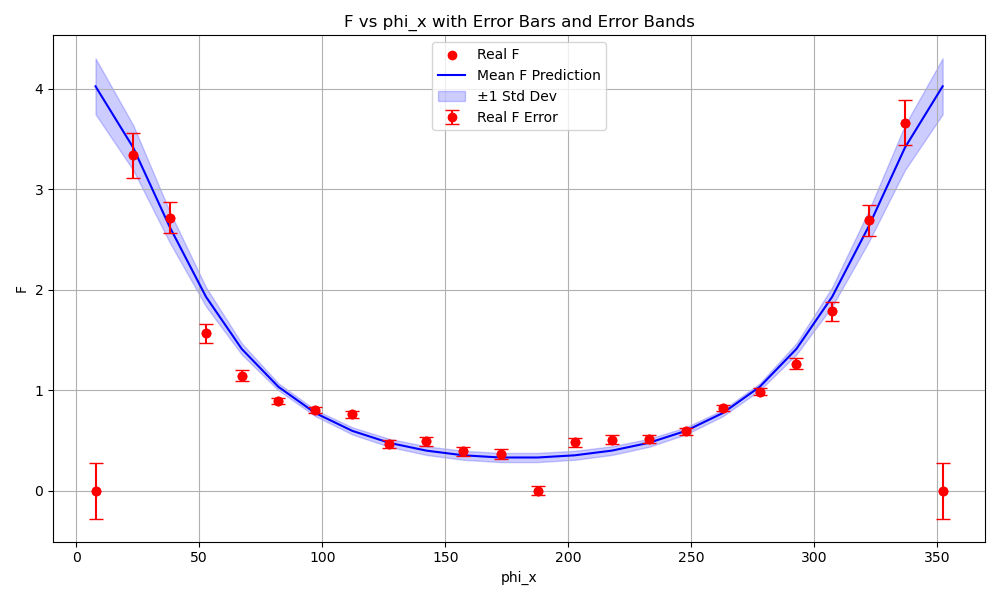 F vs phi_x with Error Bars and Error Bands
Real F
Mean F Prediction
±1 Std Dev
Real F Error
F
4
3
2
1
0
0 50 100 150 200 250 300 350
phi_x